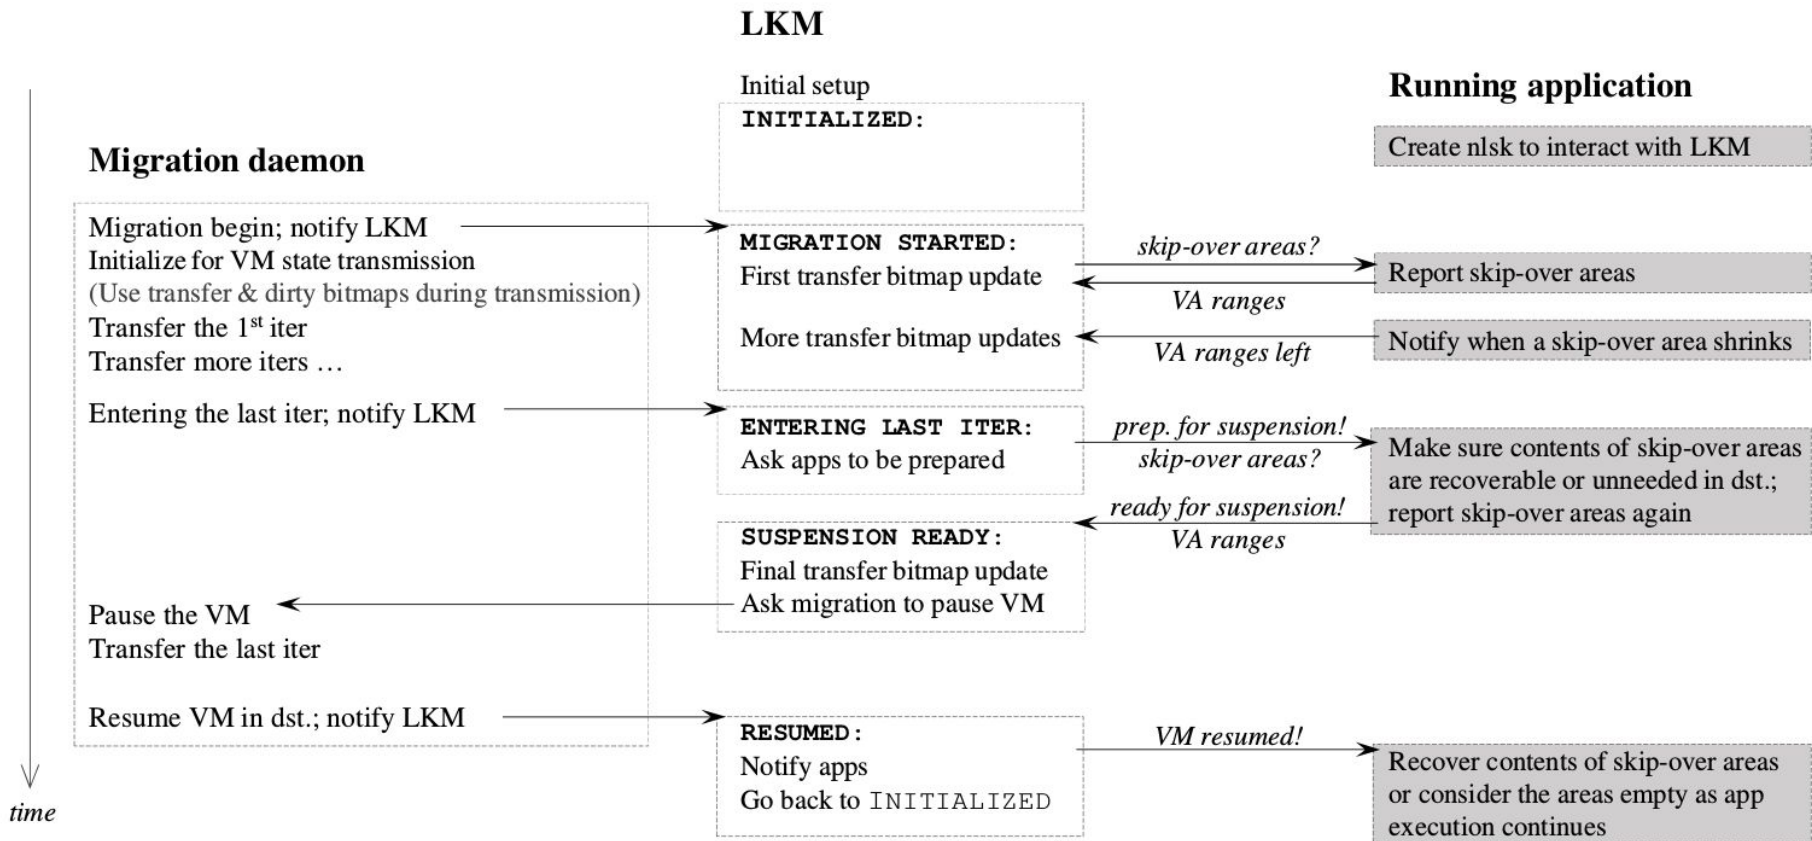 LKM
Initial setup
INITIALIZED:
Running application
Create nlsk to interact with LKM
Migration daemon
Migration begin; notify LKM
Initialize for VM state transmission
(Use transfer & dirty bitmaps during transmission)
Transfer the 1st iter
Transfer more iters …
Entering the last iter; notify LKM
Pause the VM
Transfer the last iter
Resume VM in dst.; notify LKM
MIGRATION STARTED:
First transfer bitmap update
More transfer bitmap updates
ENTERING LAST ITER:
Ask apps to be prepared
SUSPENSION READY:
Final transfer bitmap update
Ask migration to pause VM
RESUMED:
Notify apps
Go back to INITIALIZED
skip-over areas?
VA ranges
VA ranges left
prep. for suspension!
skip-over areas?
ready for suspension!
VA ranges
VM resumed!
Report skip-over areas
Notify when a skip-over area shrinks
Make sure contents of skip-over areas
are recoverable or unneeded in dst.;
report skip-over areas again
Recover contents of skip-over areas
or consider the areas empty as app
execution continues
time